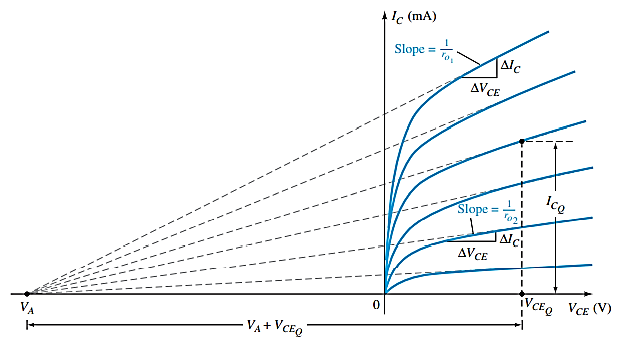 I_C (mA)
Slope = 1/r_o1
ΔI_C
ΔV_CE
I_CQ
Slope = 1/r_o2
ΔI_C
ΔV_CE
V_A
0
V_CEQ
V_CE (V)
V_A + V_CEQ